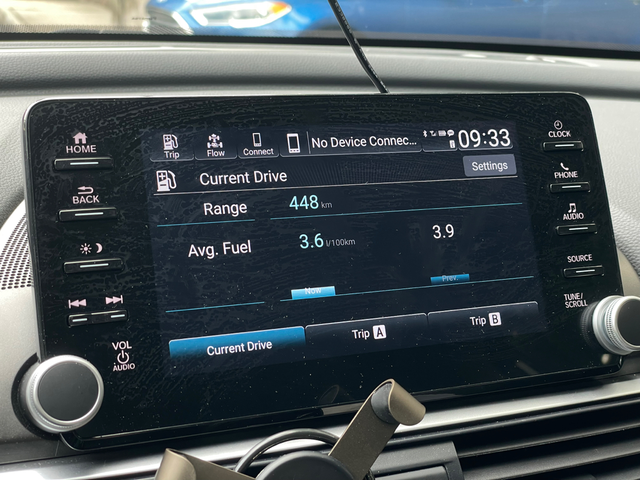 HOME
BACK
VOL
AUDIO
Trip
Flow
Connect
No Device Connec...
09:33
Current Drive
Settings
Range
448 km
Avg. Fuel
3.6 l/100km
3.9
Now
Prev.
Current Drive
Trip A
Trip B
CLOCK
PHONE
AUDIO
SOURCE
TUNE/
SCROLL